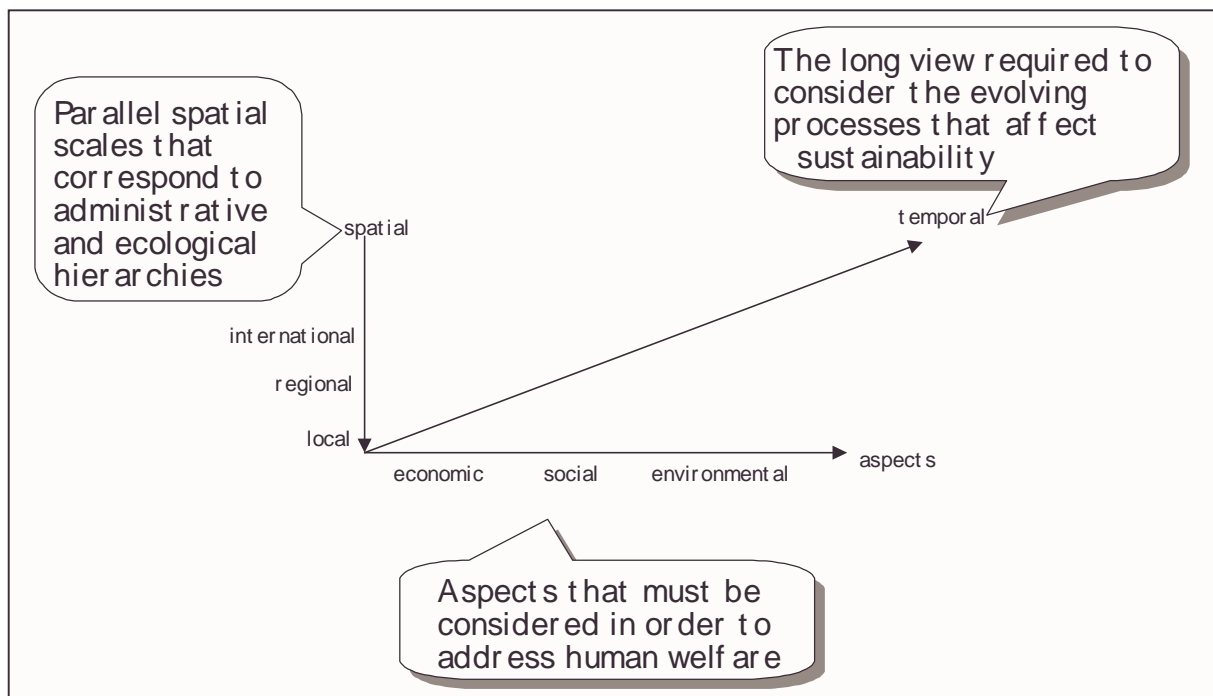 The long view required to
consider the evolving
processes that affect
sustainability
Parallel spatial
scales that
correspond to
administrative
and ecological
hierarchies
temporal
spatial
international
regional
local
economic social environmental aspects
Aspects that must be
considered in order to
address human welfare